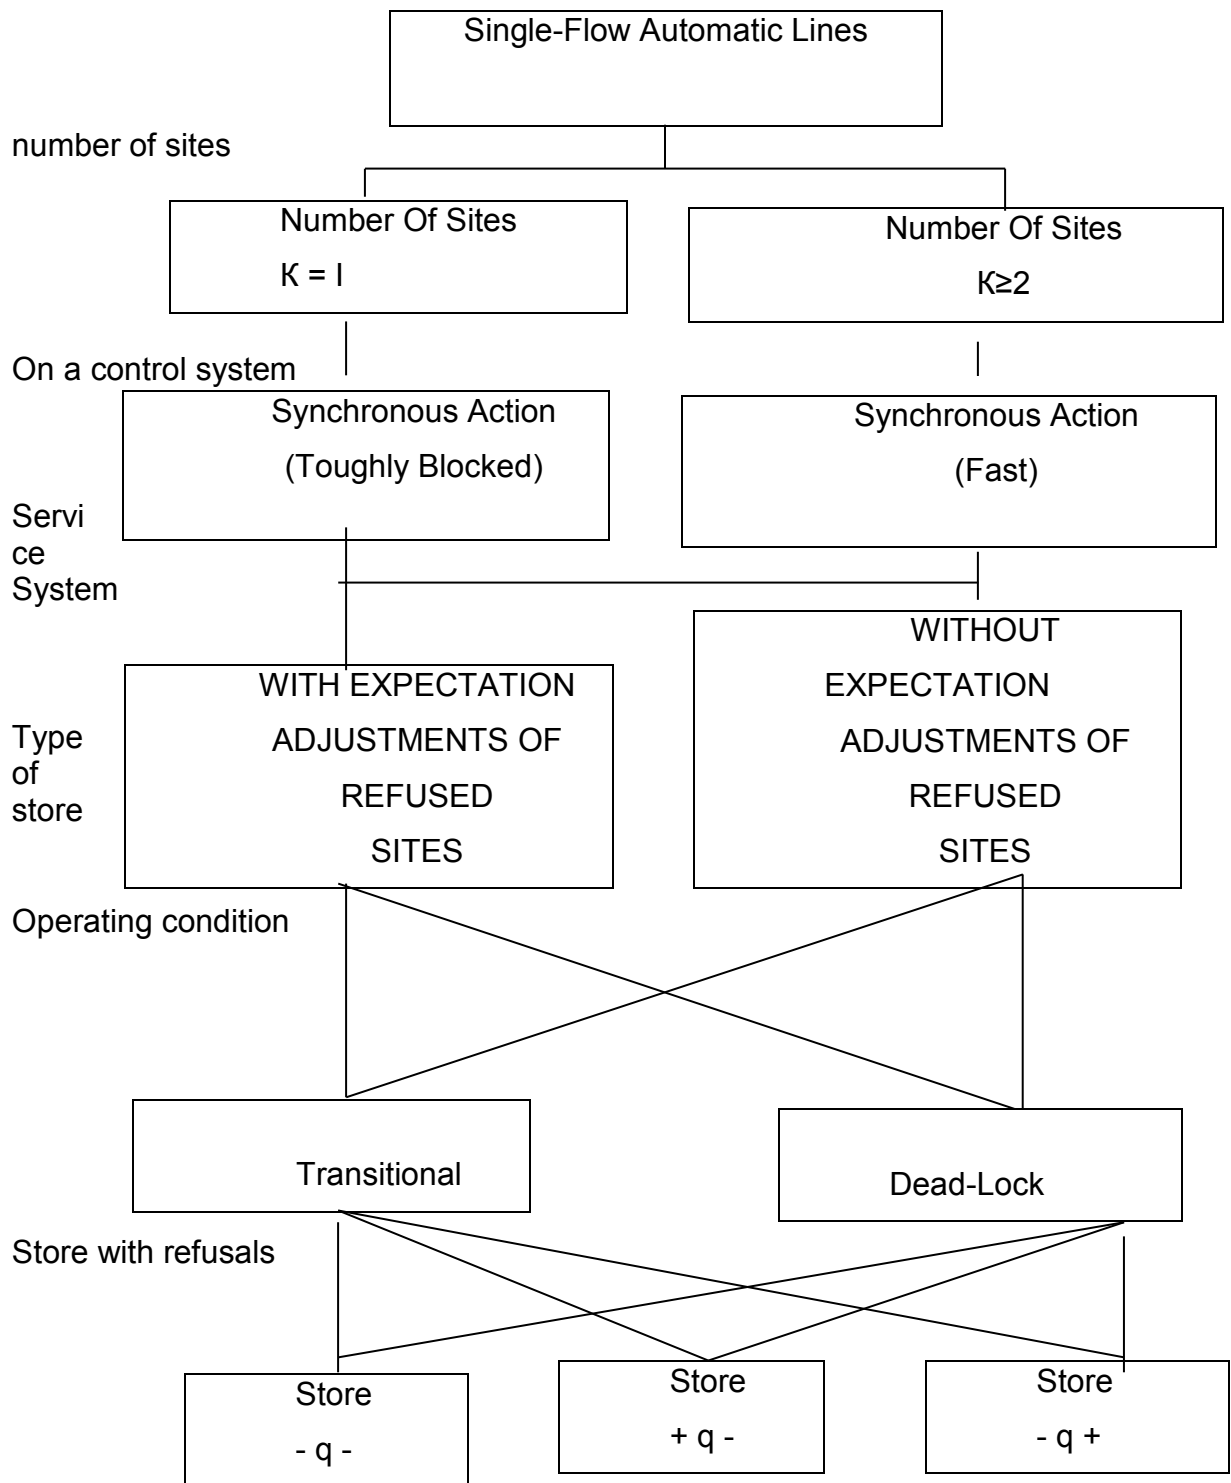 Single-Flow Automatic Lines
number of sites
Number Of Sites
К = I
Number Of Sites
К≥2
On a control system
Synchronous Action
(Toughly Blocked)
Synchronous Action
(Fast)
Servi
ce
System
WITH EXPECTATION
ADJUSTMENTS OF
REFUSED
SITES
WITHOUT
EXPECTATION
ADJUSTMENTS OF
REFUSED
SITES
Type
of
store
Operating condition
Transitional
Dead-Lock
Store with refusals
Store
- q -
Store
+ q -
Store
- q +